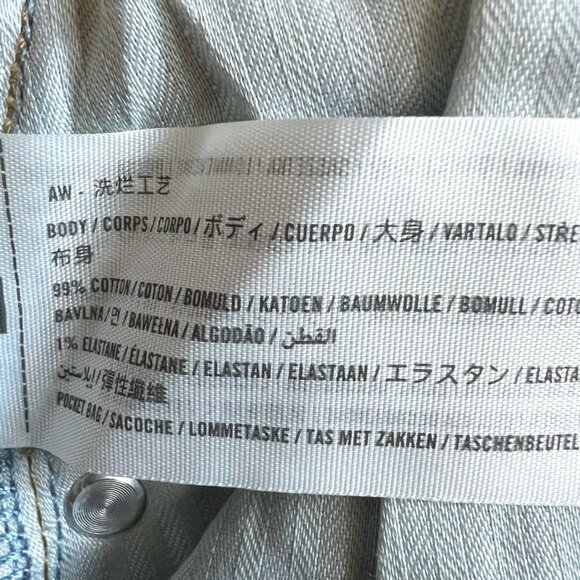 AW - 洗烂工艺
BODY / CORPS / CORPO / ボディ / CUERPO / 大身 / VARTALO / STRE
布身
99% COTTON / COTON / BOMULD / KATOEN / BAUMWOLLE / BOMULL / COTO
BAVLNA / 면 / BAWEŁNA / ALGODÃO / القطن
1% ELASTANE / ÉLASTANE / ELASTAN / ELASTAAN / エラスタン / ELASTA
إيلاستين / 彈性纖維
POCKET BAG / SACOCHE / LOMMETASKE / TAS MET ZAKKEN / TASCHENBEUTEL